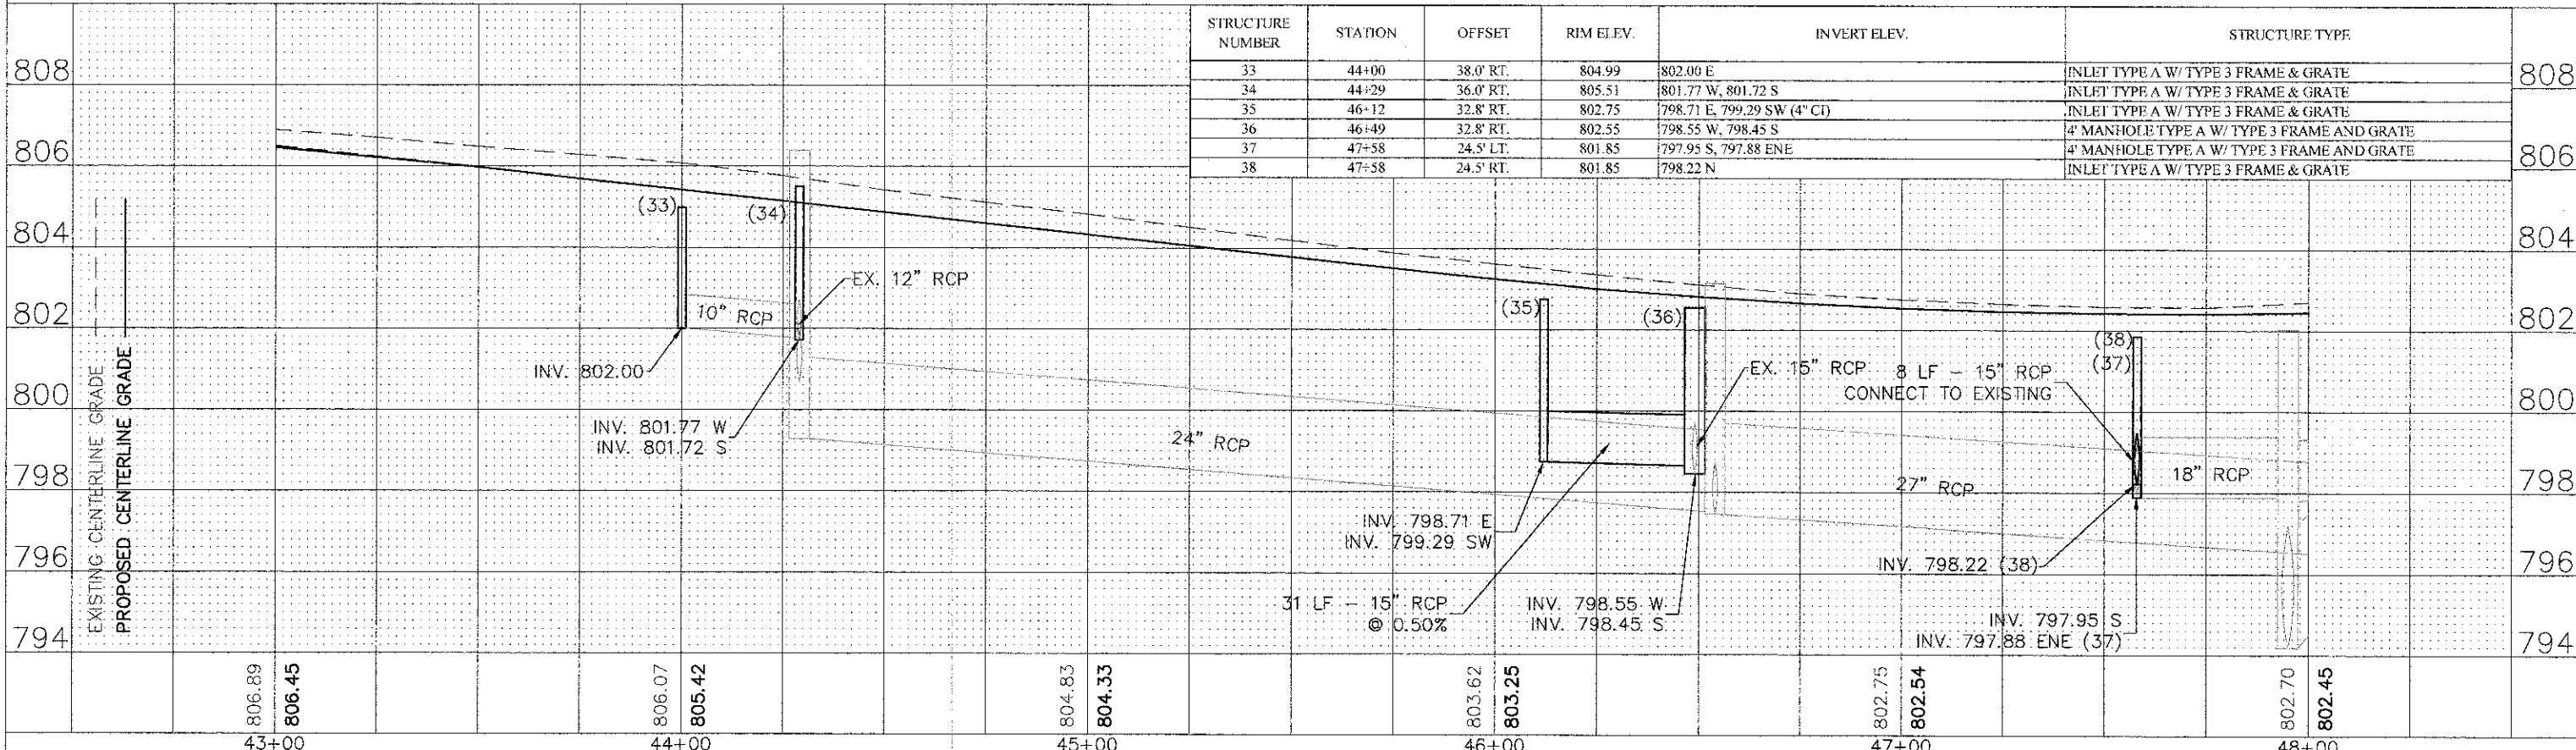 STRUCTURE NUMBER STATION OFFSET RIM ELEV. INVERT ELEV. STRUCTURE TYPE
33 44+00 38.0' RT. 804.99 802.00 E INLET TYPE A W/ TYPE 3 FRAME & GRATE
34 44+29 36.0' RT. 805.51 801.77 W, 801.72 S INLET TYPE A W/ TYPE 3 FRAME & GRATE
35 46+12 32.8' RT. 802.75 798.71 E, 799.29 SW (4" CI) INLET TYPE A W/ TYPE 3 FRAME & GRATE
36 46+49 32.8' RT. 802.55 798.55 W, 798.45 S 4' MANHOLE TYPE A W/ TYPE 3 FRAME AND GRATE
37 47+58 24.5' LT. 801.85 797.95 S, 797.88 ENE 4' MANHOLE TYPE A W/ TYPE 3 FRAME AND GRATE
38 47+58 24.5' RT. 801.85 798.22 N INLET TYPE A W/ TYPE 3 FRAME & GRATE
808 808
806 806
804 804
802 802
800 800
798 798
796 796
794 794
EXISTING CENTERLINE GRADE
PROPOSED CENTERLINE GRADE
(33)
(34)
10" RCP
EX. 12" RCP
INV. 802.00
INV. 801.77 W
INV. 801.72 S
24" RCP
(35)
(36)
INV. 798.71 E
INV. 799.29 SW
31 LF - 15" RCP
@ 0.50%
INV. 798.55 W
INV. 798.45 S
EX. 15" RCP
8 LF - 15" RCP
CONNECT TO EXISTING
(38)
(37)
27" RCP
18" RCP
INV. 798.22 (38)
INV. 797.95 S
INV. 797.88 ENE (37)
806.89
806.45
806.07
805.42
804.83
804.33
803.62
803.25
802.75
802.54
802.70
802.45
43+00 44+00 45+00 46+00 47+00 48+00